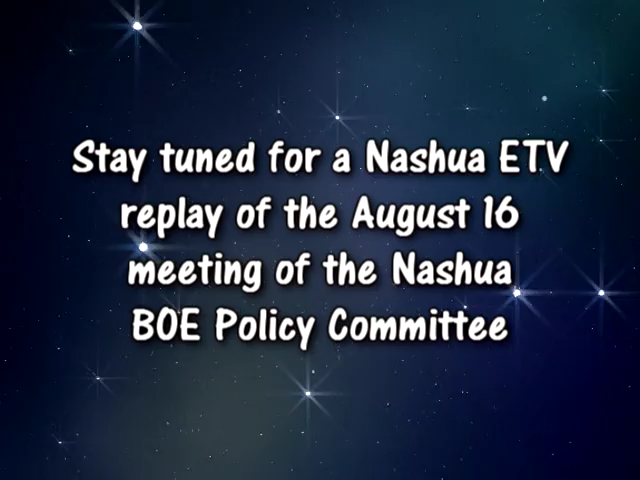 Stay tuned for a Nashua ETV
replay of the August 16
meeting of the Nashua
BOE Policy Committee